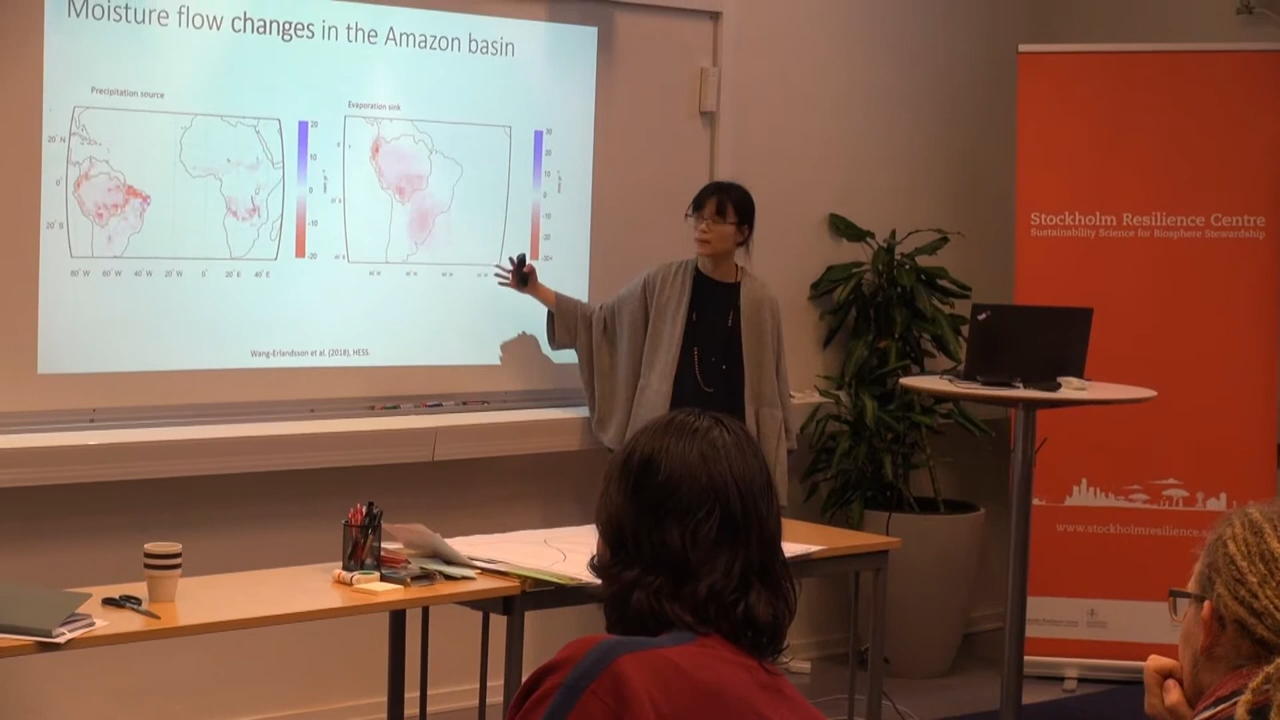 Moisture flow changes in the Amazon basin
Precipitation source
Evaporation sink
20° N
0°
20° S
80° W 60° W 40° W 20° W 0° 20° E 40° E
20
10
0
-10
-20
30
20
10
0
-10
-20
Wang-Erlandsson et al. (2018), HESS.
Stockholm Resilience Centre
Sustainability Science for Biosphere Stewardship
www.stockholmresilience.